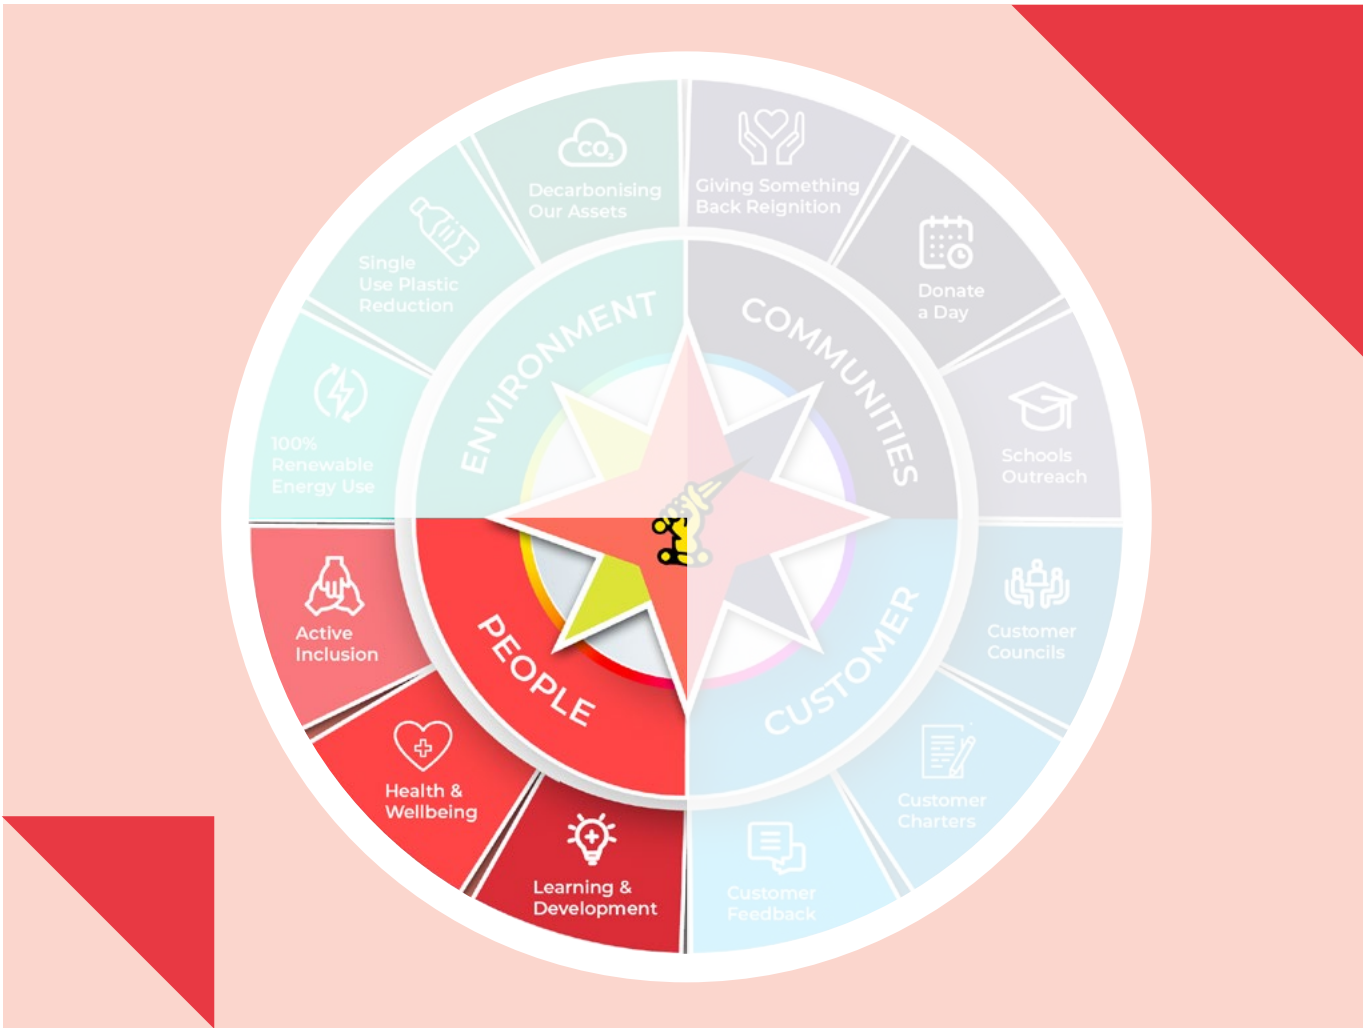 CO₂
Decarbonising
Our Assets
Giving Something
Back Reignition
Single
Use Plastic
Reduction
Donate
a Day
100%
Renewable
Energy Use
Schools
Outreach
ENVIRONMENT
COMMUNITIES
Active
Inclusion
Customer
Councils
PEOPLE
CUSTOMER
Health &
Wellbeing
Customer
Charters
Learning &
Development
Customer
Feedback